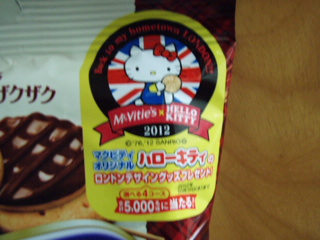 Back to my hometown LONDON!!
McVitie's × HELLO KITTY
2012
©'76,'12 SANRIO®
マクビティ
オリジナル ハローキティの
ロンドンデザイングッズプレゼント!
選べる4コース
5,000名様に当たる!
ザクザク